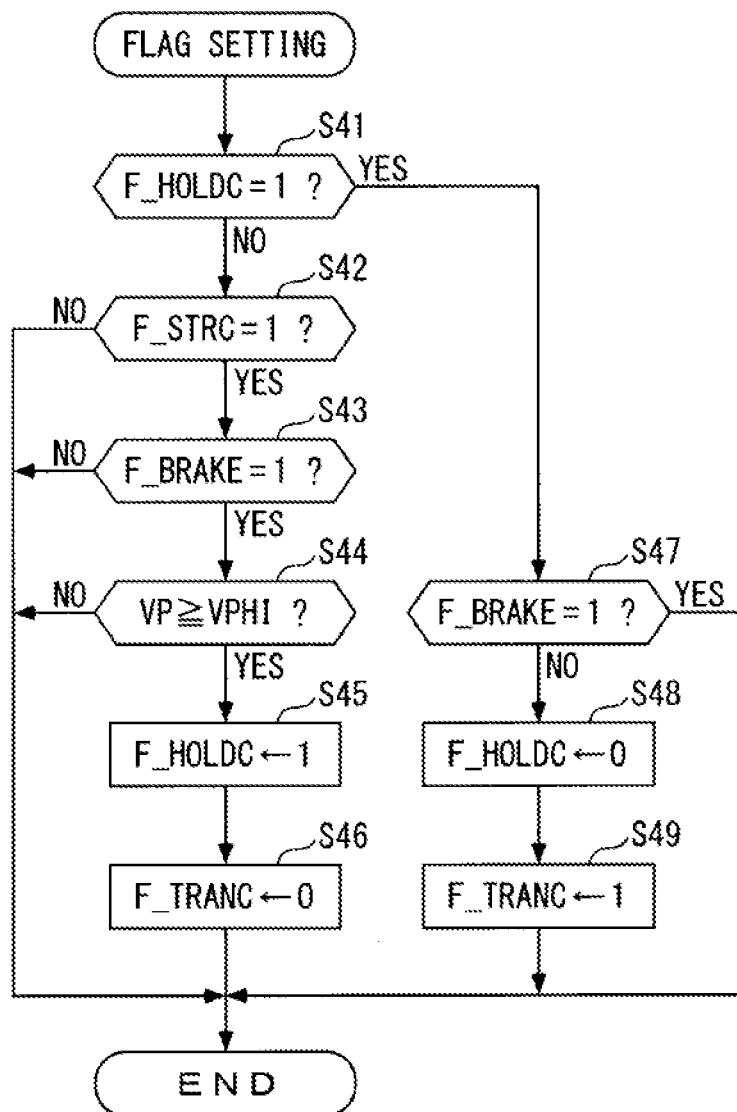 FLAG SETTING
S41
F_HOLDC=1 ?
YES
NO
S42
NO
F_STRC=1 ?
YES
S43
NO
F_BRAKE=1 ?
YES
S44
NO
VP≧VPHI ?
YES
S47
F_BRAKE=1 ?
YES
NO
S45
F_HOLDC←1
S48
F_HOLDC←0
S46
F_TRANC←0
S49
F_TRANC←1
END